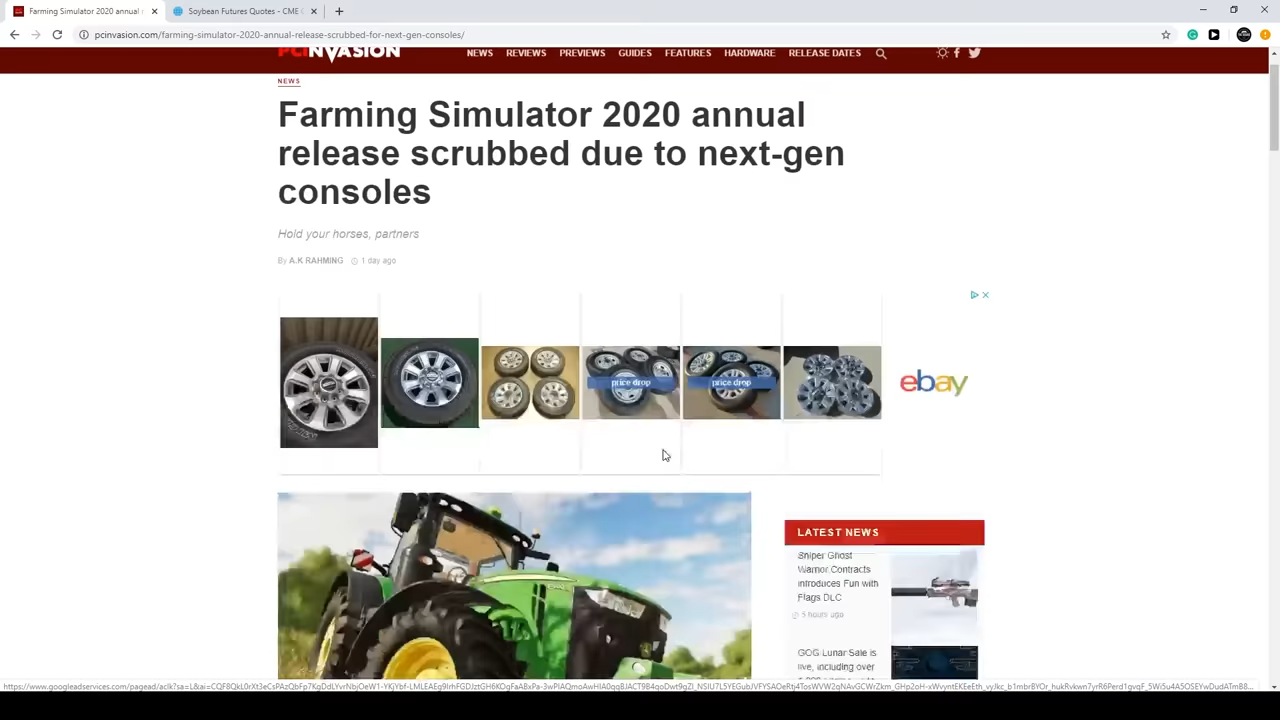 Farming Simulator 2020 annual
Soybean Futures Quotes - CME
pcinvasion.com/farming-simulator-2020-annual-release-scrubbed-for-next-gen-consoles/
PCINVASION NEWS REVIEWS PREVIEWS GUIDES FEATURES HARDWARE RELEASE DATES
NEWS
Farming Simulator 2020 annual
release scrubbed due to next-gen
consoles
Hold your horses, partners
By A.K RAHMING 1 day ago
price drop
price drop
ebay
LATEST NEWS
Sniper Ghost
Warrior Contracts
introduces Fun with
Flags DLC
5 hours ago
GOG Lunar Sale is
live, including over